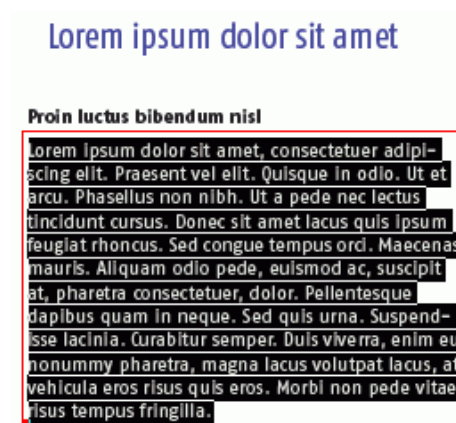 Lorem ipsum dolor sit amet
Proin luctus bibendum nisl
Lorem ipsum dolor sit amet, consectetuer adipi-
scing elit. Praesent vel elit. Quisque in odio. Ut et
arcu. Phasellus non nibh. Ut a pede nec lectus
tincidunt cursus. Donec sit amet lacus quis ipsum
feugiat rhoncus. Sed congue tempus orci. Maecenas
mauris. Aliquam odio pede, euismod ac, suscipit
at, pharetra consectetuer, dolor. Pellentesque
dapibus quam in neque. Sed quis urna. Suspend-
isse lacinia. Curabitur semper. Duis viverra, enim eu
nonummy pharetra, magna lacus volutpat lacus, at
vehicula eros risus quis eros. Morbi non pede vitae
risus tempus fringilla.